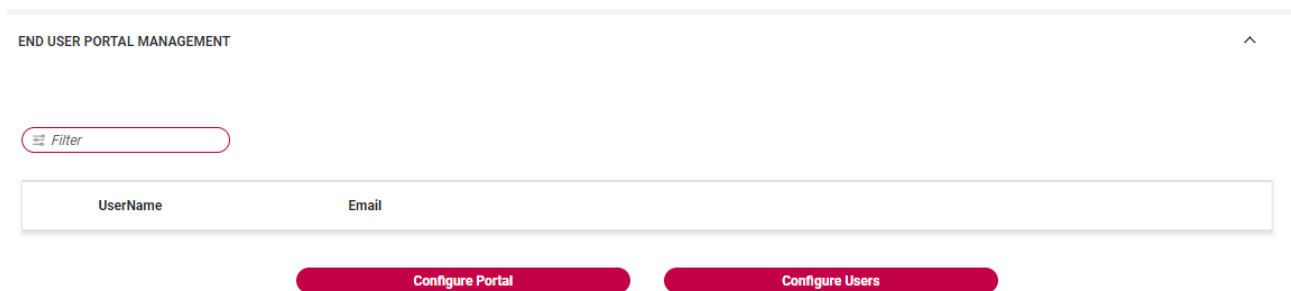 END USER PORTAL MANAGEMENT
Filter
UserName Email
Configure Portal Configure Users